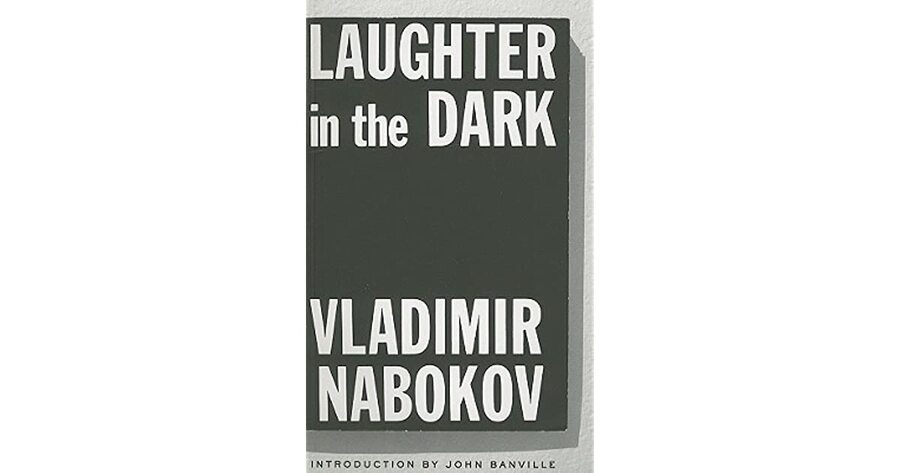 LAUGHTER
in the DARK
VLADIMIR
NABOKOV
INTRODUCTION BY JOHN BANVILLE